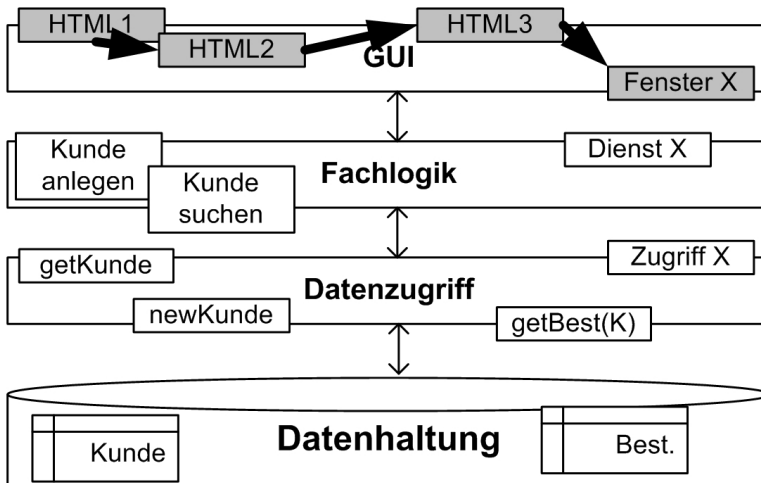 HTML1
HTML2
HTML3
GUI
Fenster X
Kunde
anlegen
Kunde
suchen
Fachlogik
Dienst X
getKunde
newKunde
Datenzugriff
getBest(K)
Zugriff X
Kunde
Datenhaltung
Best.